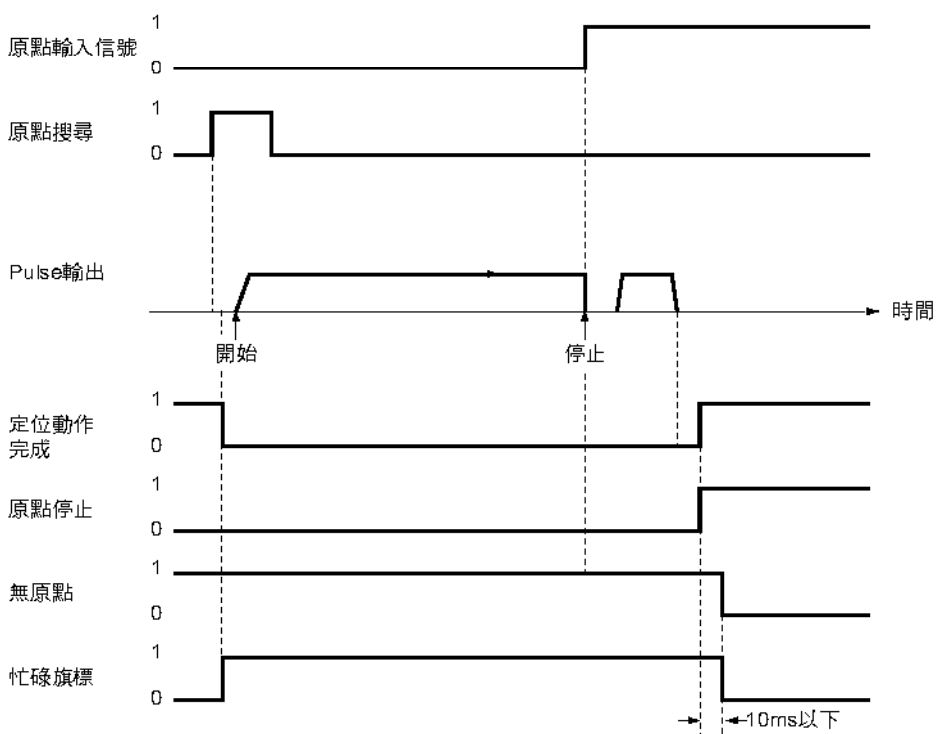 1
原點輸入信號
0
1
原點搜尋
0
Pulse輸出
時間
開始
停止
1
定位動作
完成
0
1
原點停止
0
1
無原點
0
1
忙碌旗標
0
10ms以下